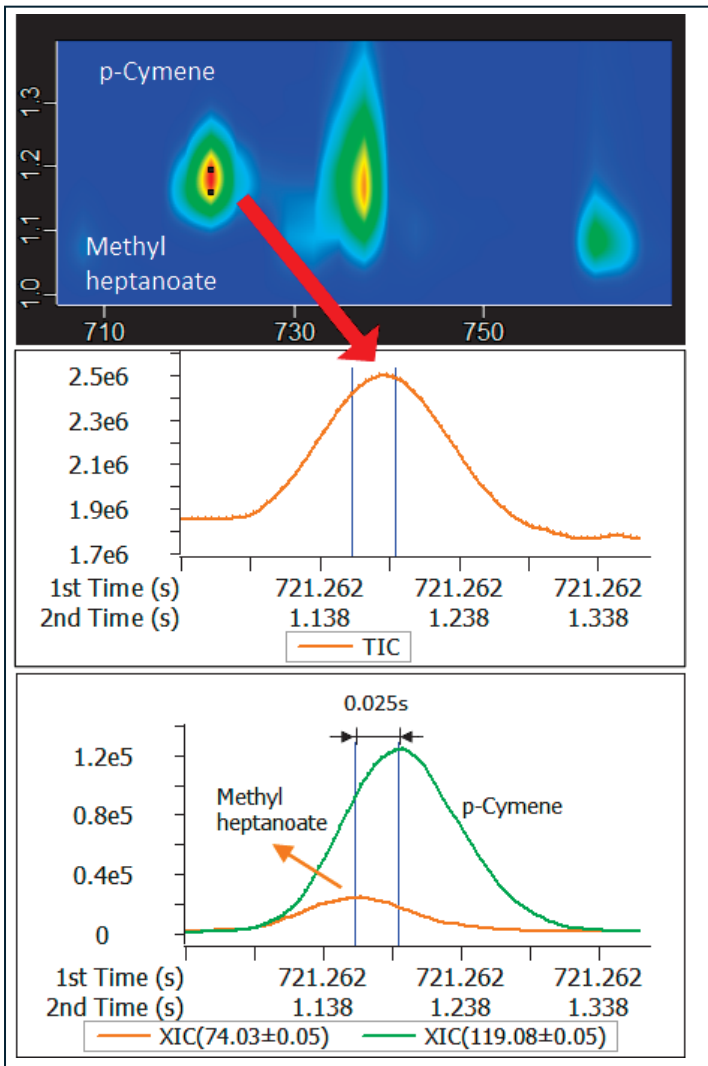 p-Cymene
1.3
1.2
1.1
1.0
Methyl
heptanoate
710 730 750
2.5e6
2.3e6
2.1e6
1.9e6
1.7e6
1st Time (s) 721.262 721.262 721.262
2nd Time (s) 1.138 1.238 1.338
TIC
0.025s
1.2e5
0.8e5
0.4e5
0
Methyl
heptanoate
p-Cymene
1st Time (s) 721.262 721.262 721.262
2nd Time (s) 1.138 1.238 1.338
XIC(74.03±0.05) XIC(119.08±0.05)